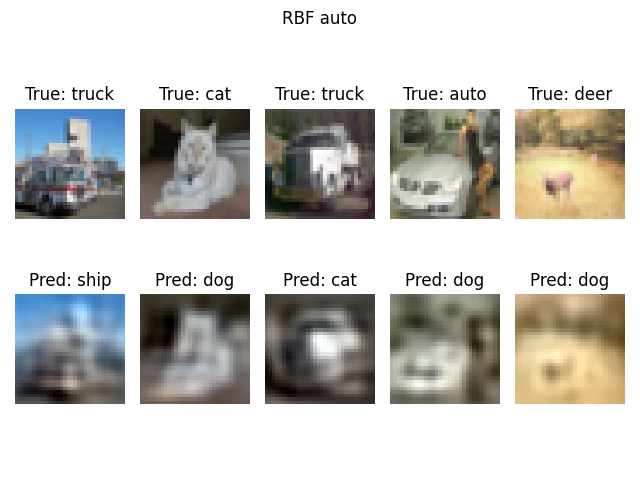 RBF auto
True: truck
True: cat
True: truck
True: auto
True: deer
Pred: ship
Pred: dog
Pred: cat
Pred: dog
Pred: dog